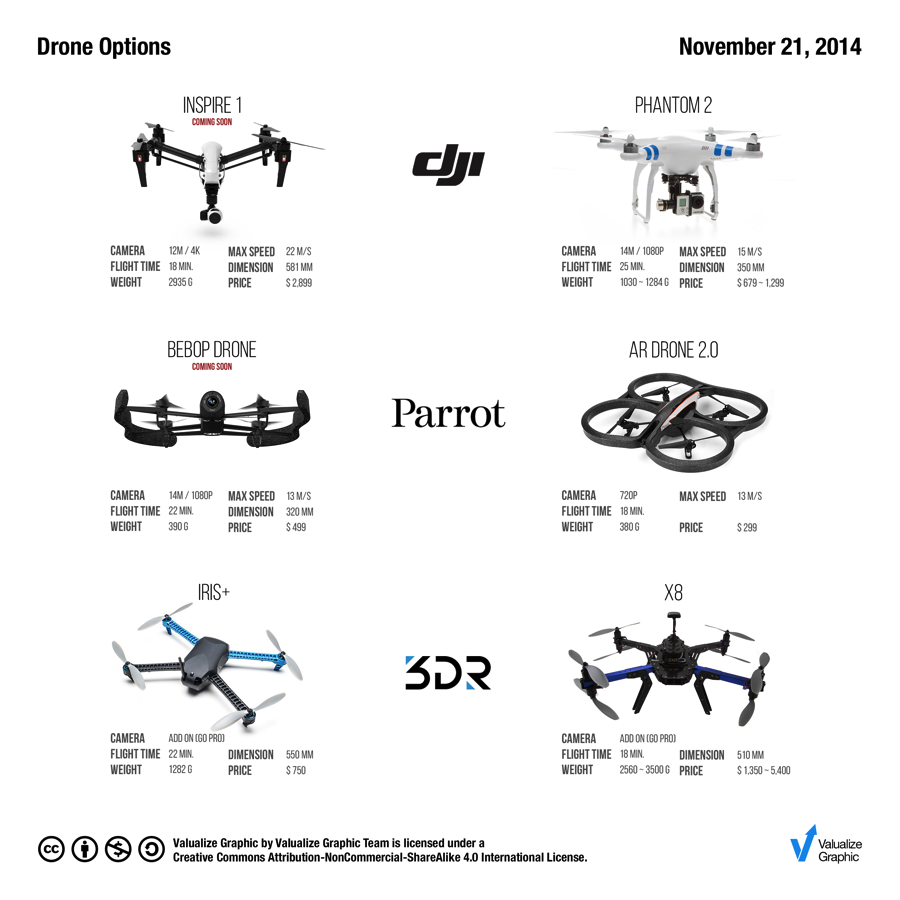 Drone Options
November 21, 2014
INSPIRE 1
COMING SOON
dji
PHANTOM 2
DJI
CAMERA 12M / 4K MAX SPEED 22 M/S
FLIGHT TIME 18 MIN. DIMENSION 581 MM
WEIGHT 2935 G PRICE $ 2,899
CAMERA 14M / 1080P MAX SPEED 15 M/S
FLIGHT TIME 25 MIN. DIMENSION 350 MM
WEIGHT 1030 ~ 1284 G PRICE $ 679 ~ 1,299
BEBOP DRONE
COMING SOON
Parrot
AR DRONE 2.0
CAMERA 14M / 1080P MAX SPEED 13 M/S
FLIGHT TIME 22 MIN. DIMENSION 320 MM
WEIGHT 390 G PRICE $ 499
CAMERA 720P MAX SPEED 13 M/S
FLIGHT TIME 18 MIN.
WEIGHT 380 G PRICE $ 299
IRIS+
3DR
X8
CAMERA ADD ON (GO PRO)
FLIGHT TIME 22 MIN. DIMENSION 550 MM
WEIGHT 1282 G PRICE $ 750
CAMERA ADD ON (GO PRO)
FLIGHT TIME 18 MIN. DIMENSION 510 MM
WEIGHT 2560 ~ 3500 G PRICE $ 1,350 ~ 5,400
cc
Valualize Graphic by Valualize Graphic Team is licensed under a
Creative Commons Attribution-NonCommercial-ShareAlike 4.0 International License.
Valualize
Graphic